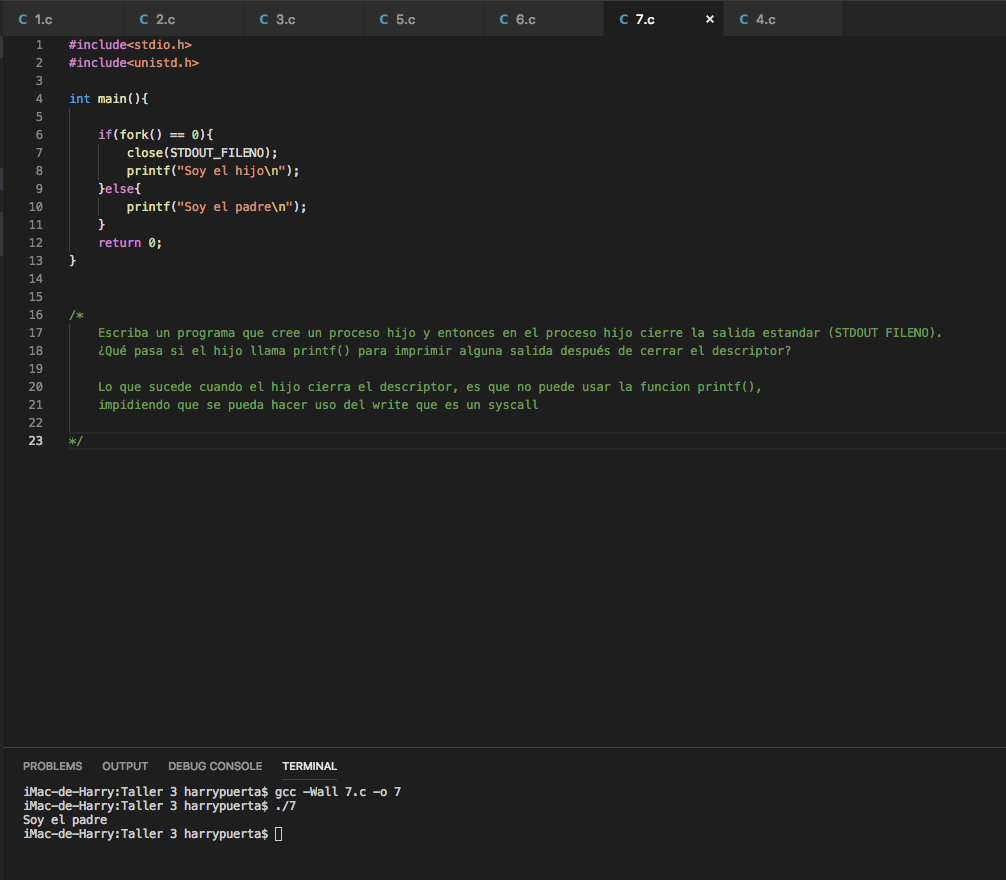 C 1.c C 2.c C 3.c C 5.c C 6.c C 7.c × C 4.c
1 #include<stdio.h>
2 #include<unistd.h>
3
4 int main(){
5
6 if(fork() == 0){
7 close(STDOUT_FILENO);
8 printf("Soy el hijo\n");
9 }else{
10 printf("Soy el padre\n");
11 }
12 return 0;
13 }
14
15
16 /*
17 Escriba un programa que cree un proceso hijo y entonces en el proceso hijo cierre la salida estandar (STDOUT FILENO).
18 ¿Qué pasa si el hijo llama printf() para imprimir alguna salida después de cerrar el descriptor?
19
20 Lo que sucede cuando el hijo cierra el descriptor, es que no puede usar la funcion printf(),
21 impidiendo que se pueda hacer uso del write que es un syscall
22
23 */
PROBLEMS OUTPUT DEBUG CONSOLE TERMINAL
iMac-de-Harry:Taller 3 harrypuerta$ gcc -Wall 7.c -o 7
iMac-de-Harry:Taller 3 harrypuerta$ ./7
Soy el padre
iMac-de-Harry:Taller 3 harrypuerta$